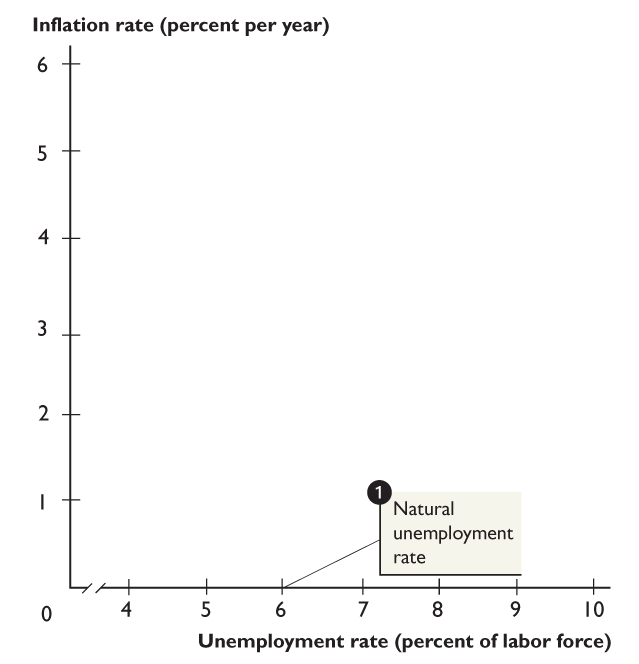 Inflation rate (percent per year)
6
5
4
3
2
1
1
Natural
unemployment
rate
0
4 5 6 7 8 9 10
Unemployment rate (percent of labor force)